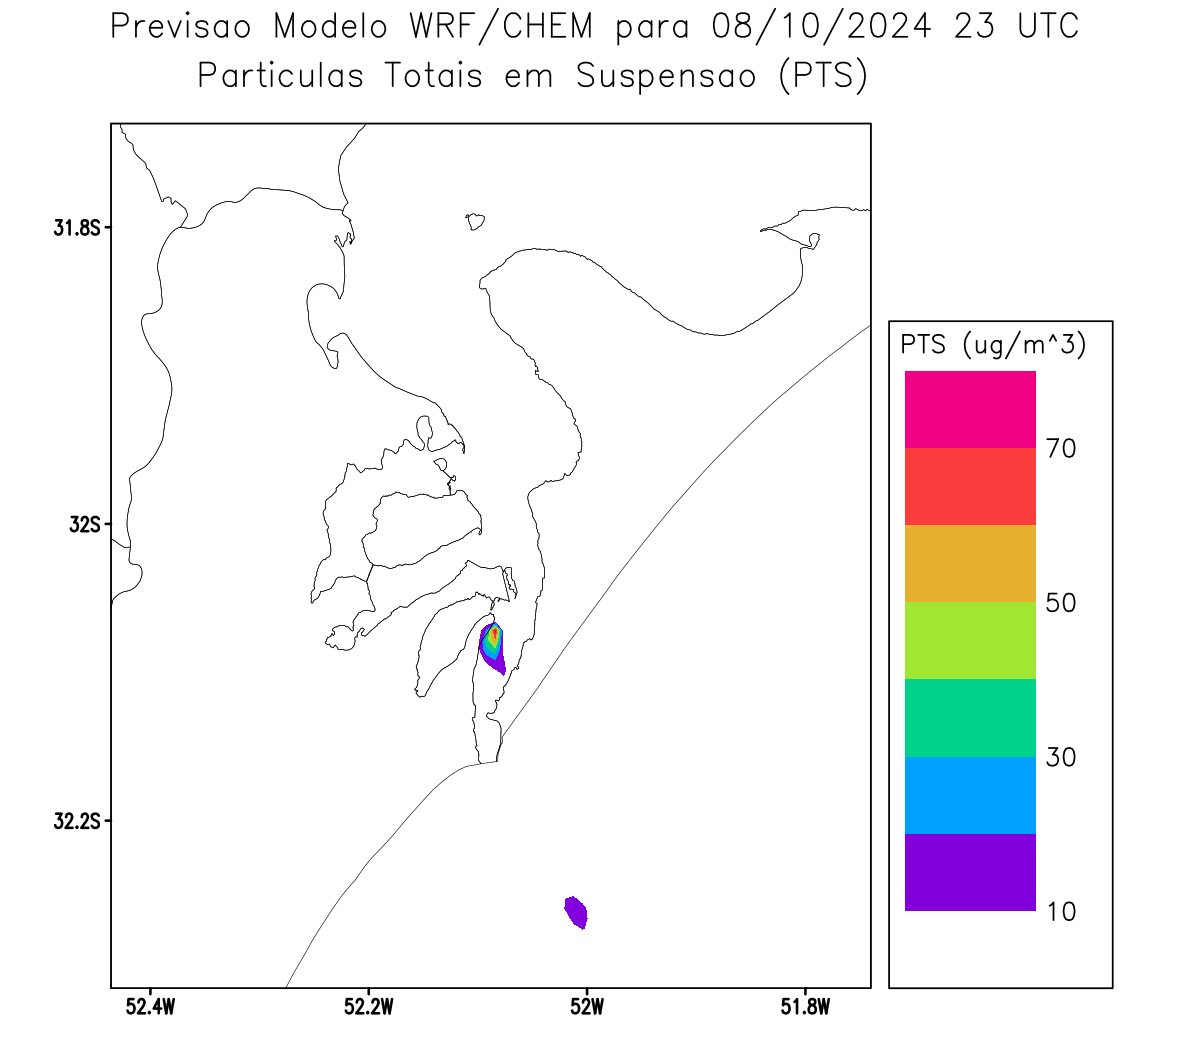 Previsao Modelo WRF/CHEM para 08/10/2024 23 UTC
Particulas Totais em Suspensao (PTS)
31.8S
32S
32.2S
52.4W
52.2W
52W
51.8W
PTS (ug/m^3)
70
50
30
10